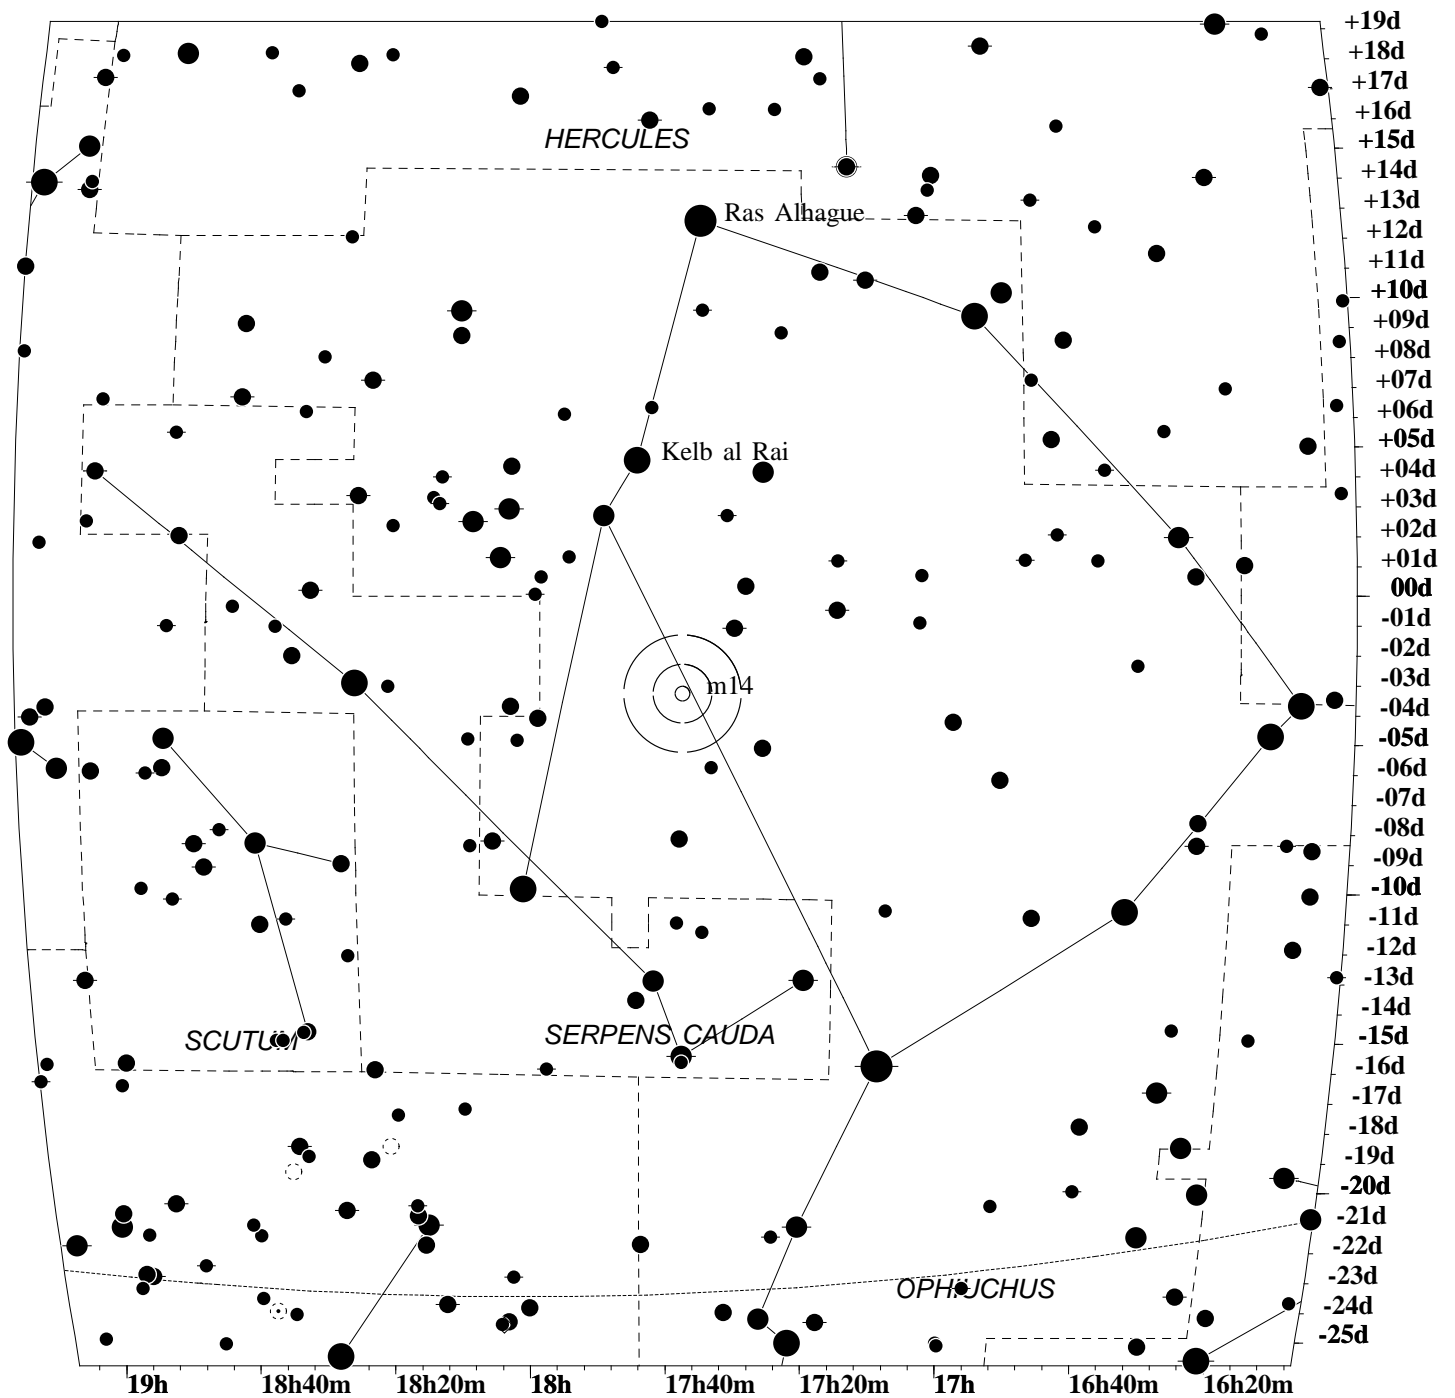 +19d
+18d
+17d
+16d
HERCULES
+15d
+14d
+13d
Ras Alhague
+12d
+11d
+10d
+09d
+08d
+07d
+06d
+05d
Kelb al Rai
+04d
+03d
+02d
+01d
00d
-01d
-02d
-03d
m14
-04d
-05d
-06d
-07d
-08d
-09d
-10d
-11d
-12d
-13d
-14d
SCUTUM
SERPENS CAUDA
-15d
-16d
-17d
-18d
-19d
-20d
-21d
-22d
-23d
OPHIUCHUS
-24d
-25d
19h 18h40m 18h20m 18h 17h40m 17h20m 17h 16h40m 16h20m